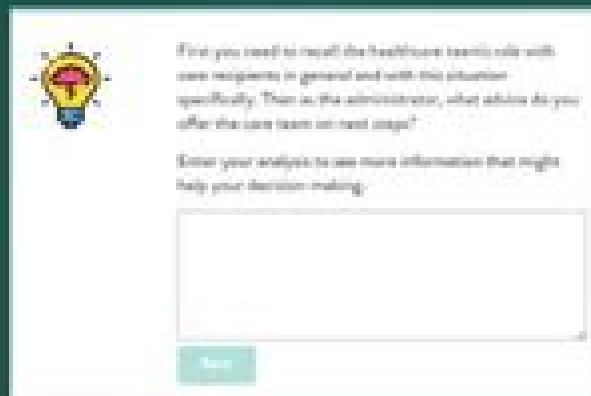 First you need to recall the healthcare team's role with
care recipients in general and with this situation
specifically. Then as the administrator, what advice do you
offer the care team on next steps?
Enter your analysis to see more information that might
help your decision making.